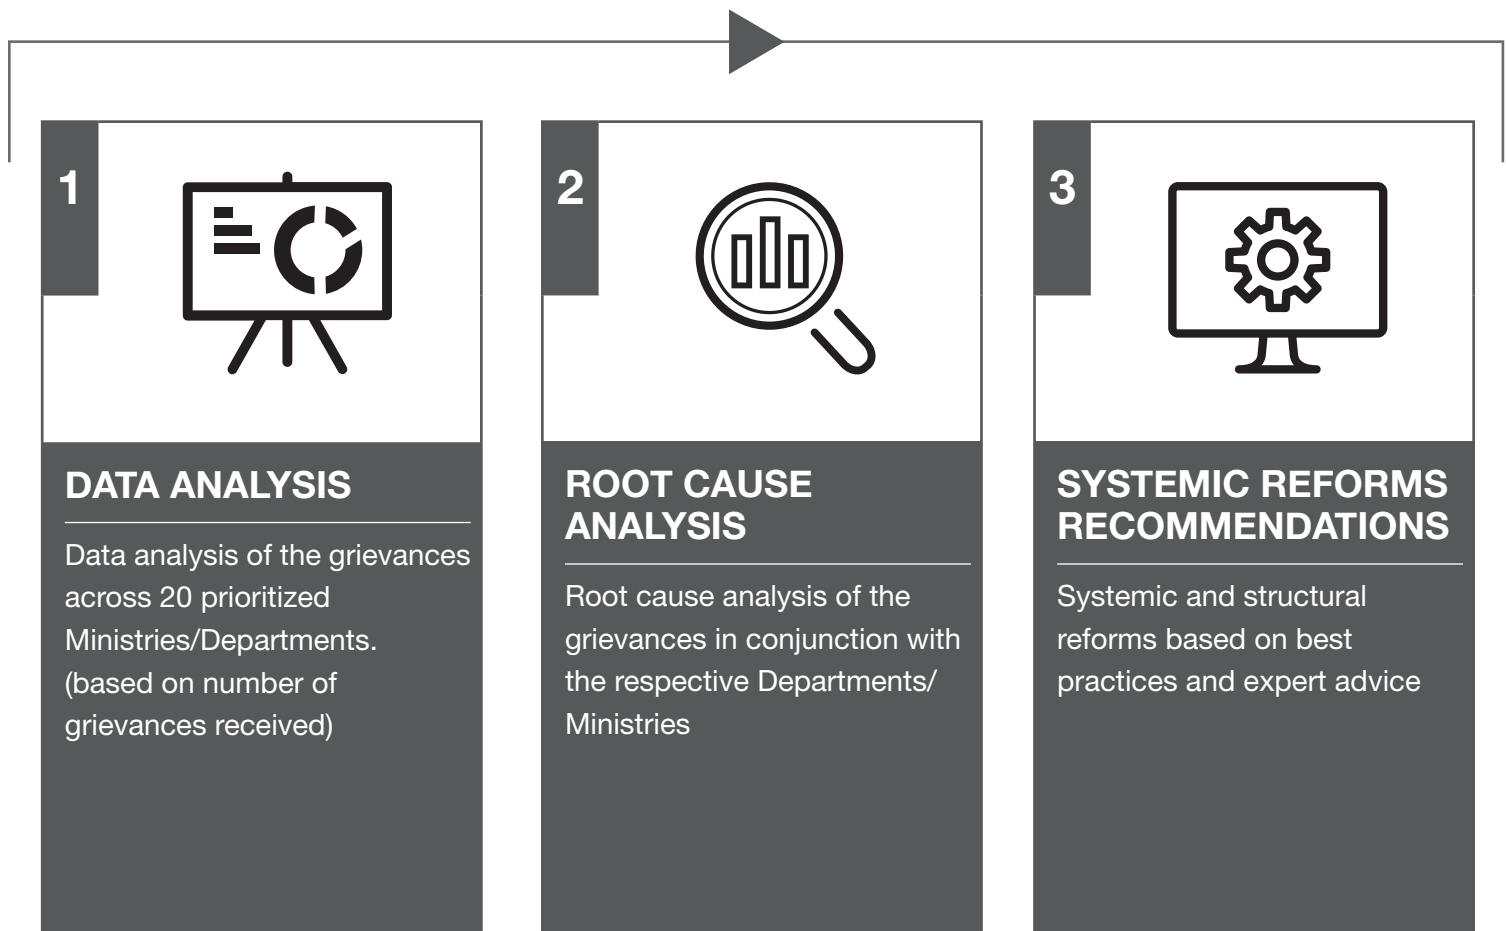 1
DATA ANALYSIS
Data analysis of the grievances
across 20 prioritized
Ministries/Departments.
(based on number of
grievances received)
2
ROOT CAUSE
ANALYSIS
Root cause analysis of the
grievances in conjunction with
the respective Departments/
Ministries
3
SYSTEMIC REFORMS
RECOMMENDATIONS
Systemic and structural
reforms based on best
practices and expert advice